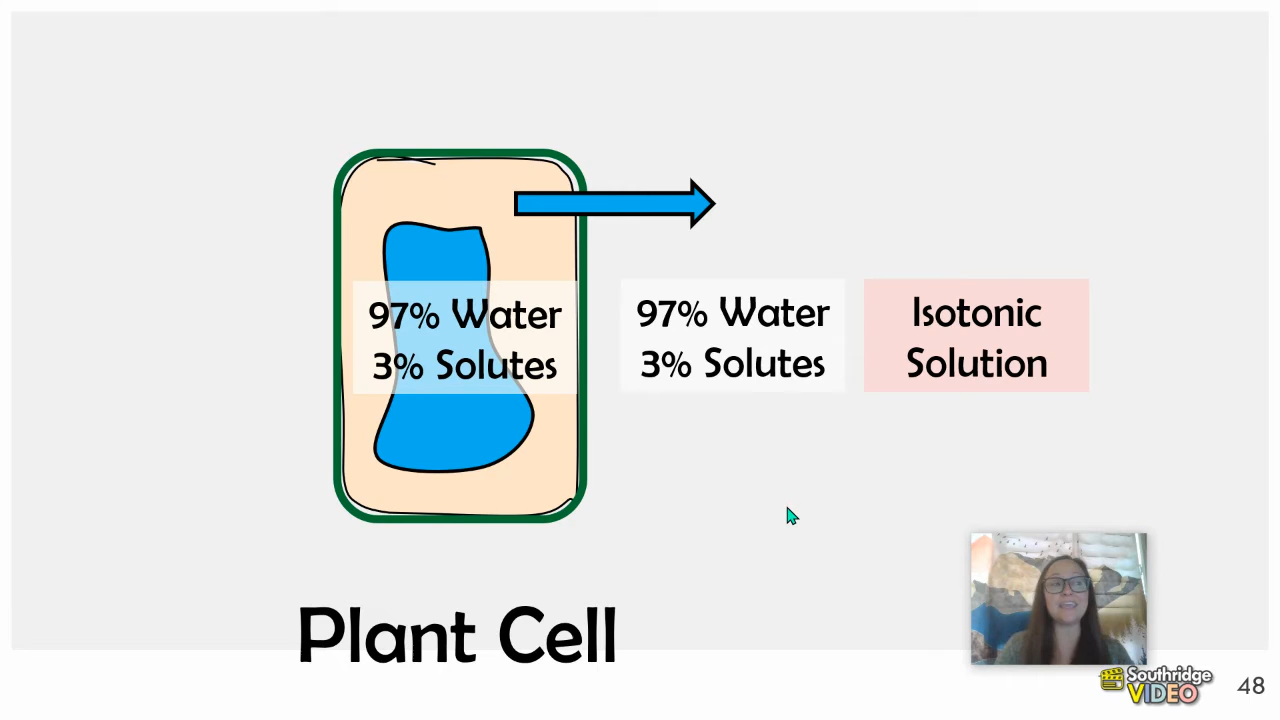 97% Water
3% Solutes
97% Water
3% Solutes
Isotonic
Solution
Plant Cell
Southridge
VIDEO
48